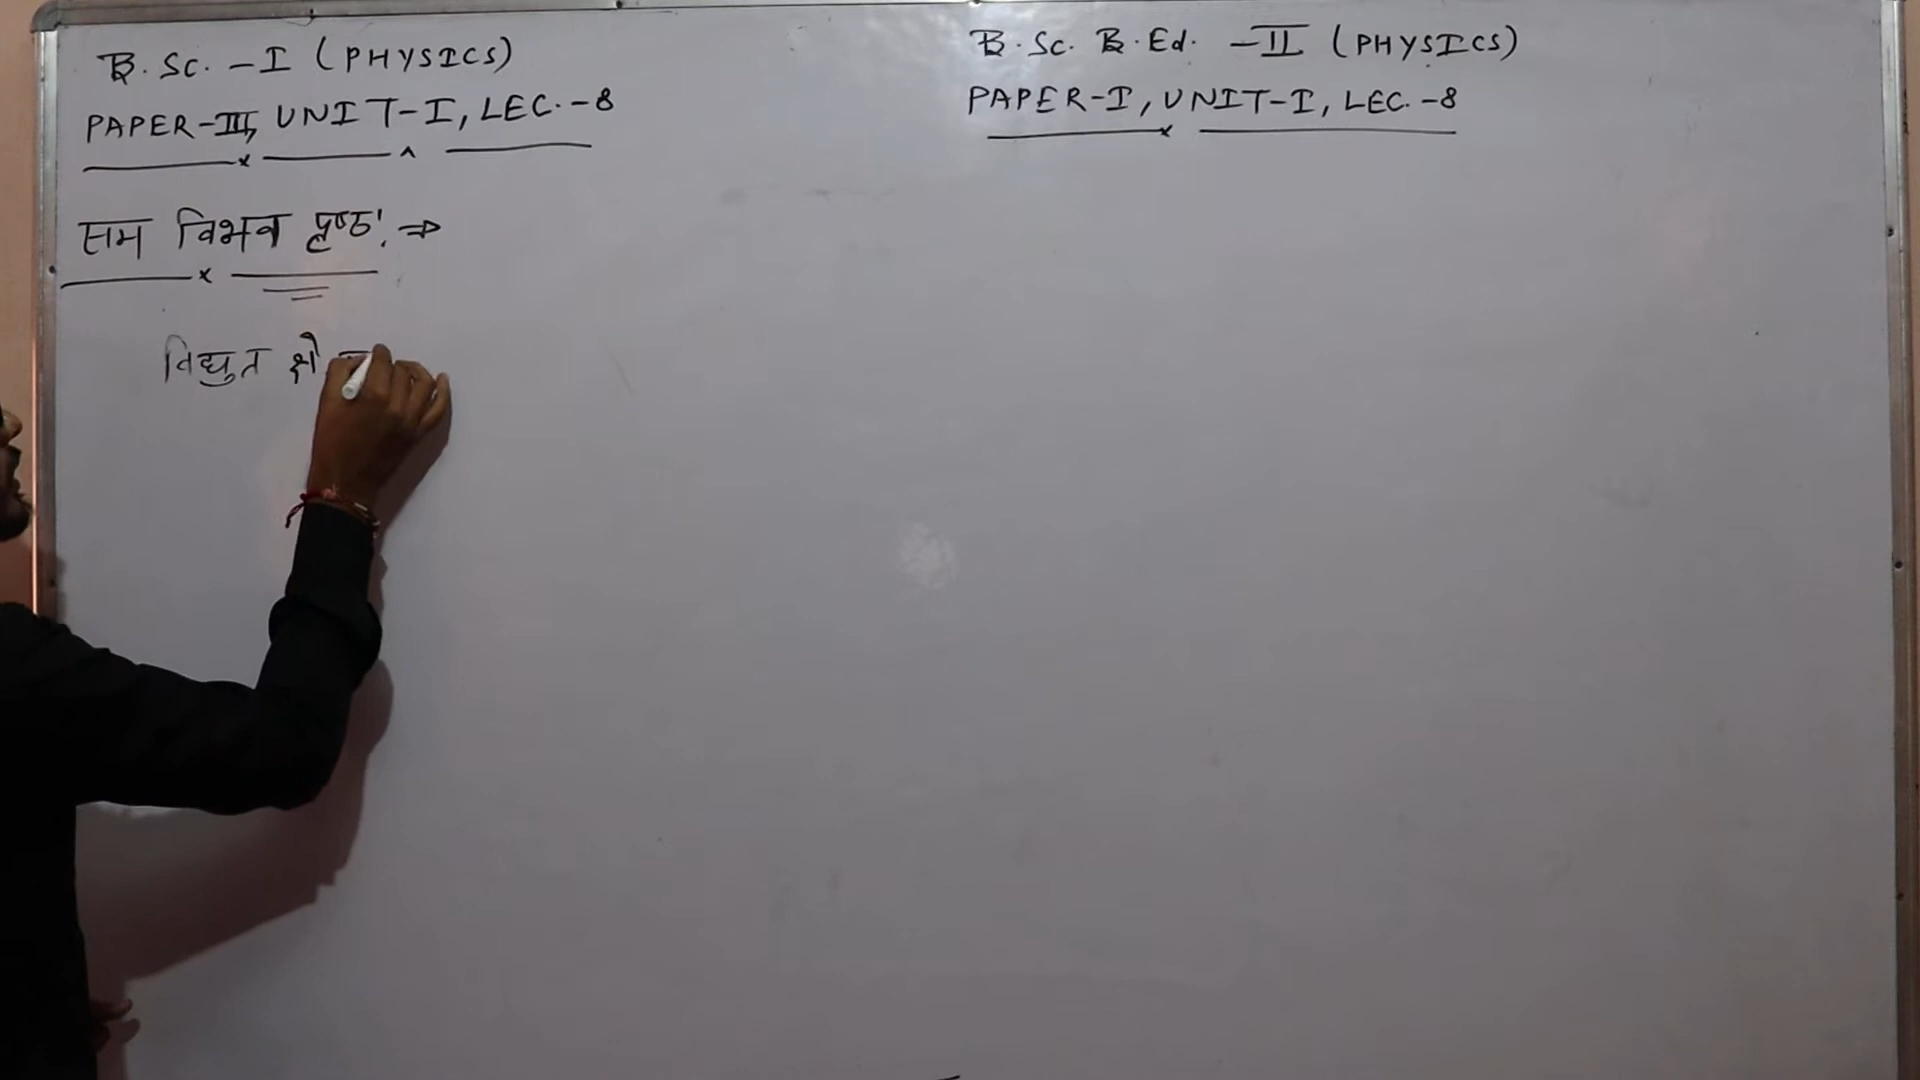 B.Sc. -I (PHYSICS)
PAPER-III, UNIT-I, LEC.-8
B.Sc. B.Ed. -II (PHYSICS)
PAPER-I, UNIT-I, LEC.-8
सम विभव पृष्ठ: ⇒
विद्युत